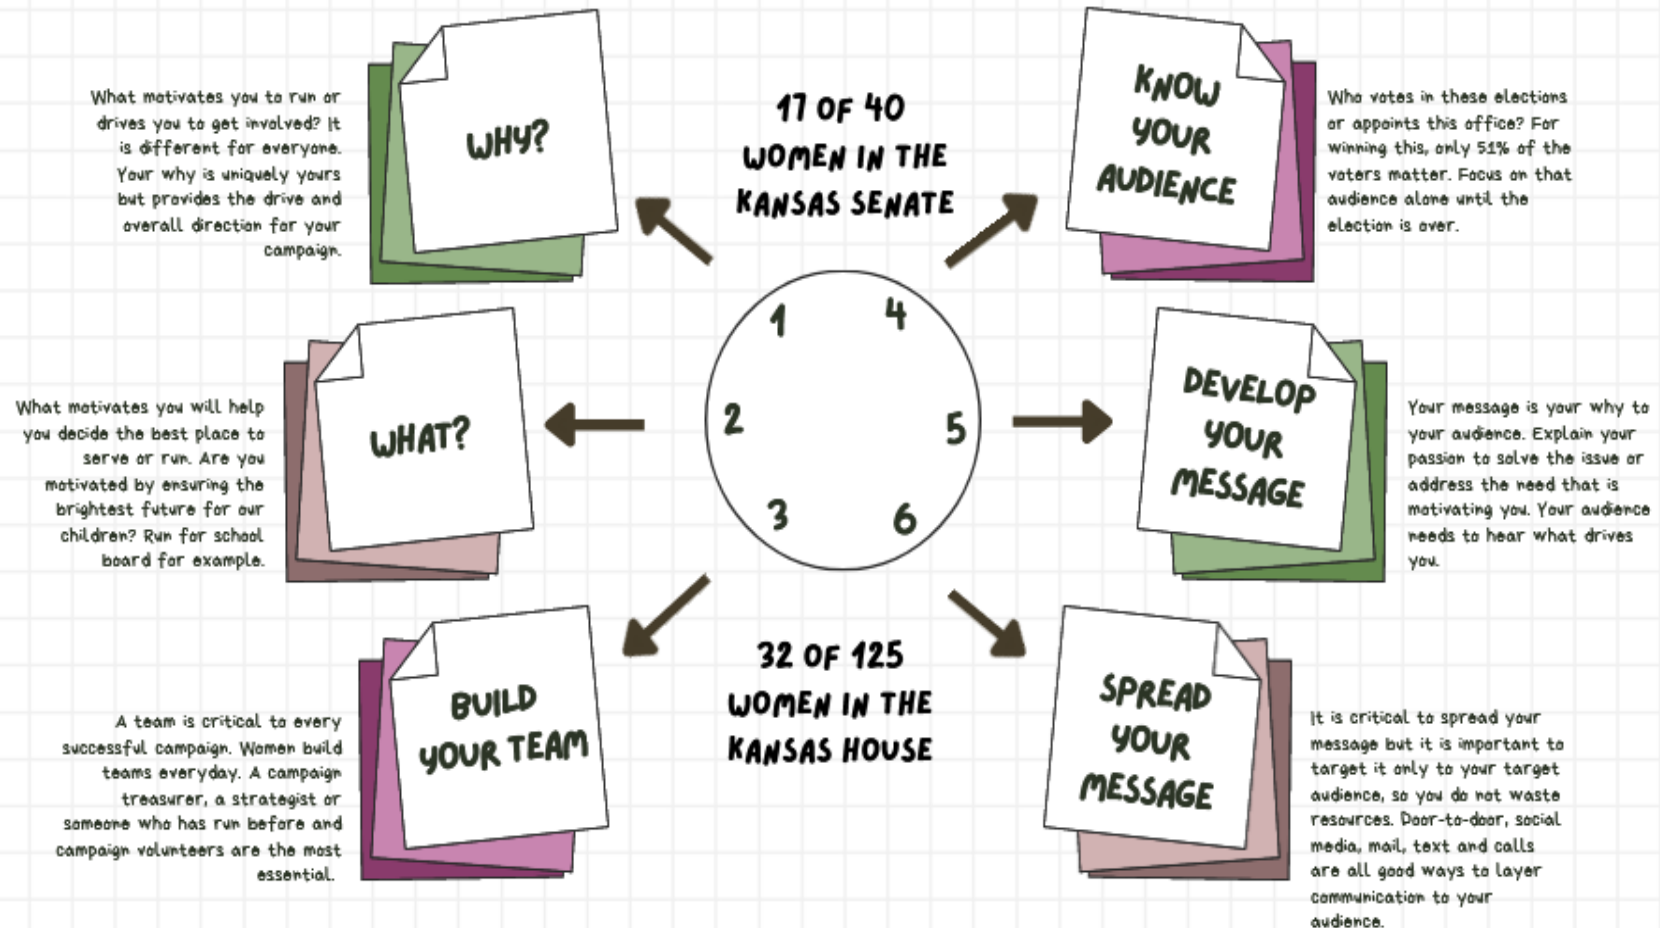 What motivates you to run or
drives you to get involved? It
is different for everyone.
Your why is uniquely yours
but provides the drive and
overall direction for your
campaign.
WHY?
17 OF 40
WOMEN IN THE
KANSAS SENATE
KNOW
YOUR
AUDIENCE
Who votes in these elections
or appoints this office? For
winning this, only 51% of the
voters matter. Focus on that
audience alone until the
election is over.
1
4
2
5
3
6
What motivates you will help
you decide the best place to
serve or run. Are you
motivated by ensuring the
brightest future for our
children? Run for school
board for example.
WHAT?
DEVELOP
YOUR
MESSAGE
Your message is your why to
your audience. Explain your
passion to solve the issue or
address the need that is
motivating you. Your audience
needs to hear what drives
you.
A team is critical to every
successful campaign. Women build
teams everyday. A campaign
treasurer, a strategist or
someone who has run before and
campaign volunteers are the most
essential.
BUILD
YOUR TEAM
32 OF 125
WOMEN IN THE
KANSAS HOUSE
SPREAD
YOUR
MESSAGE
It is critical to spread your
message but it is important to
target it only to your target
audience, so you do not waste
resources. Door-to-door, social
media, mail, text and calls
are all good ways to layer
communication to your
audience.